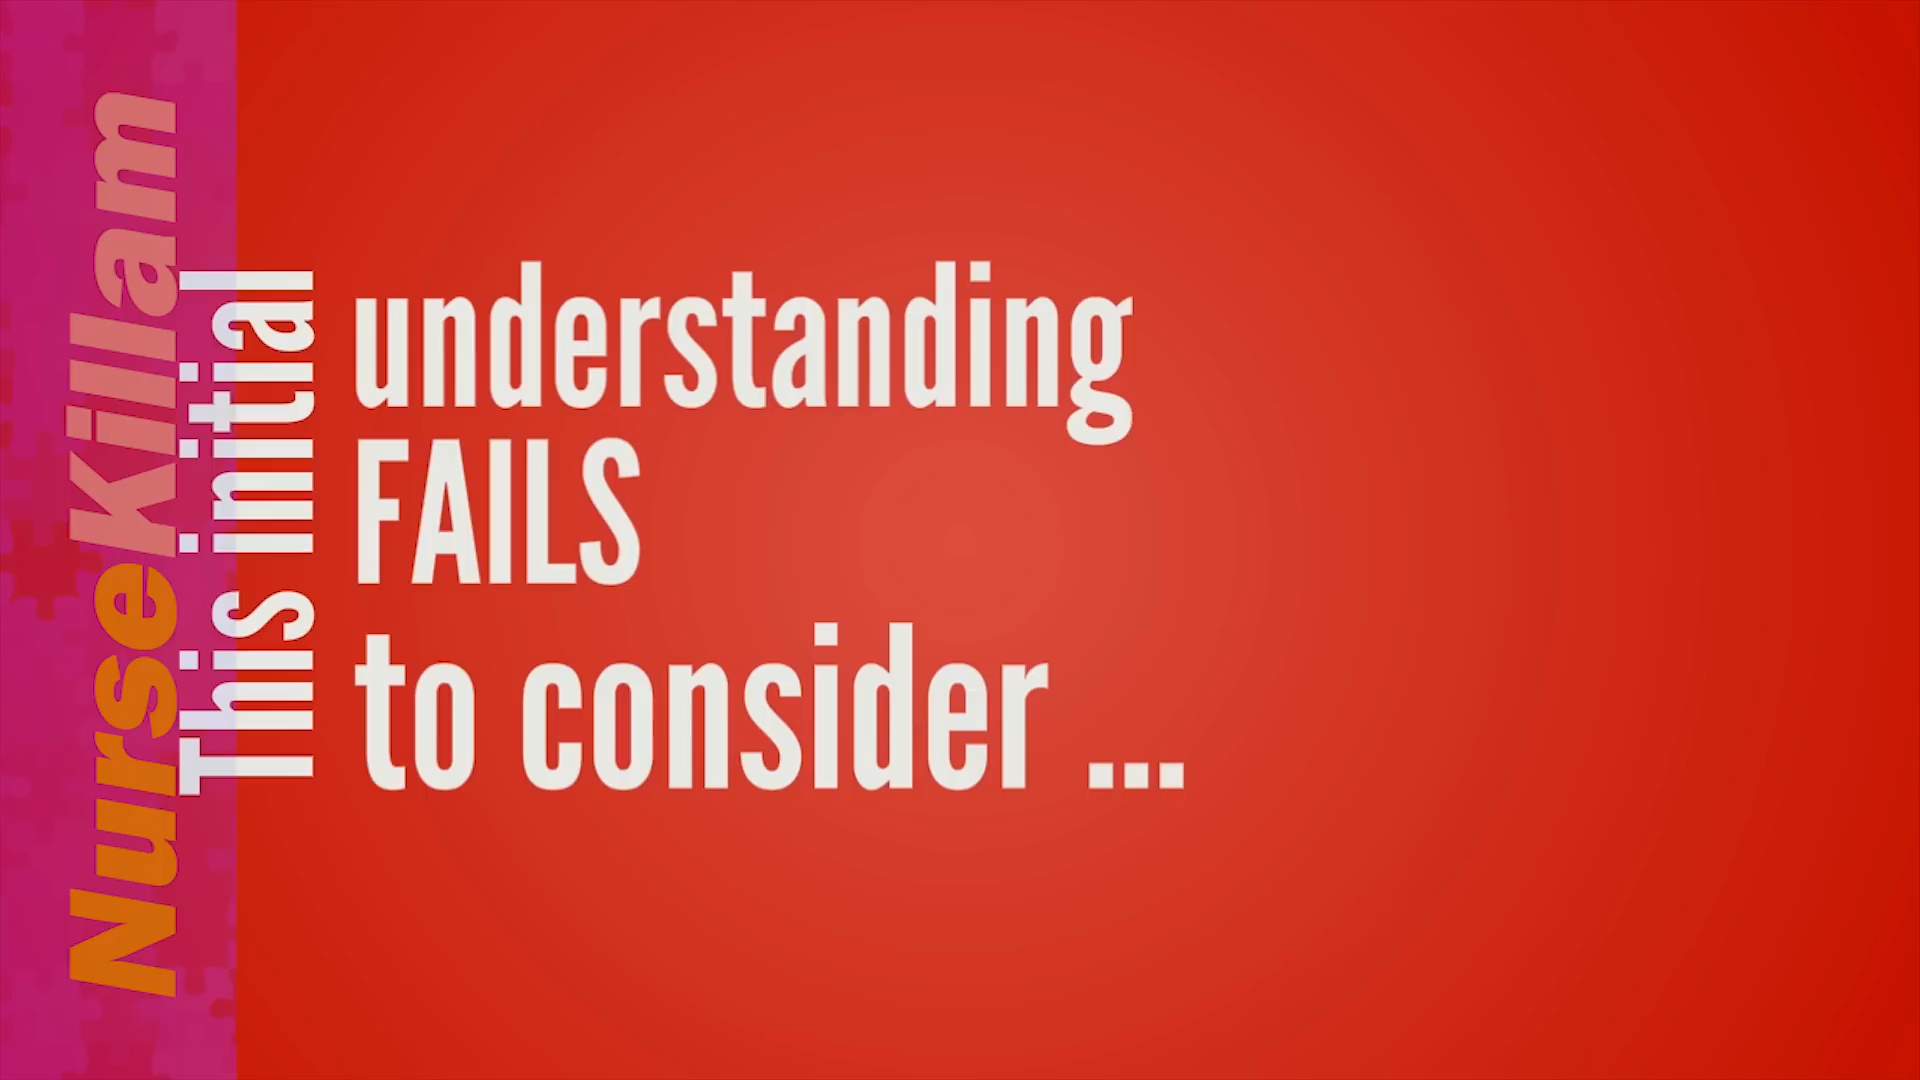 NurseKillam
This initial
understanding
FAILS
to consider ...